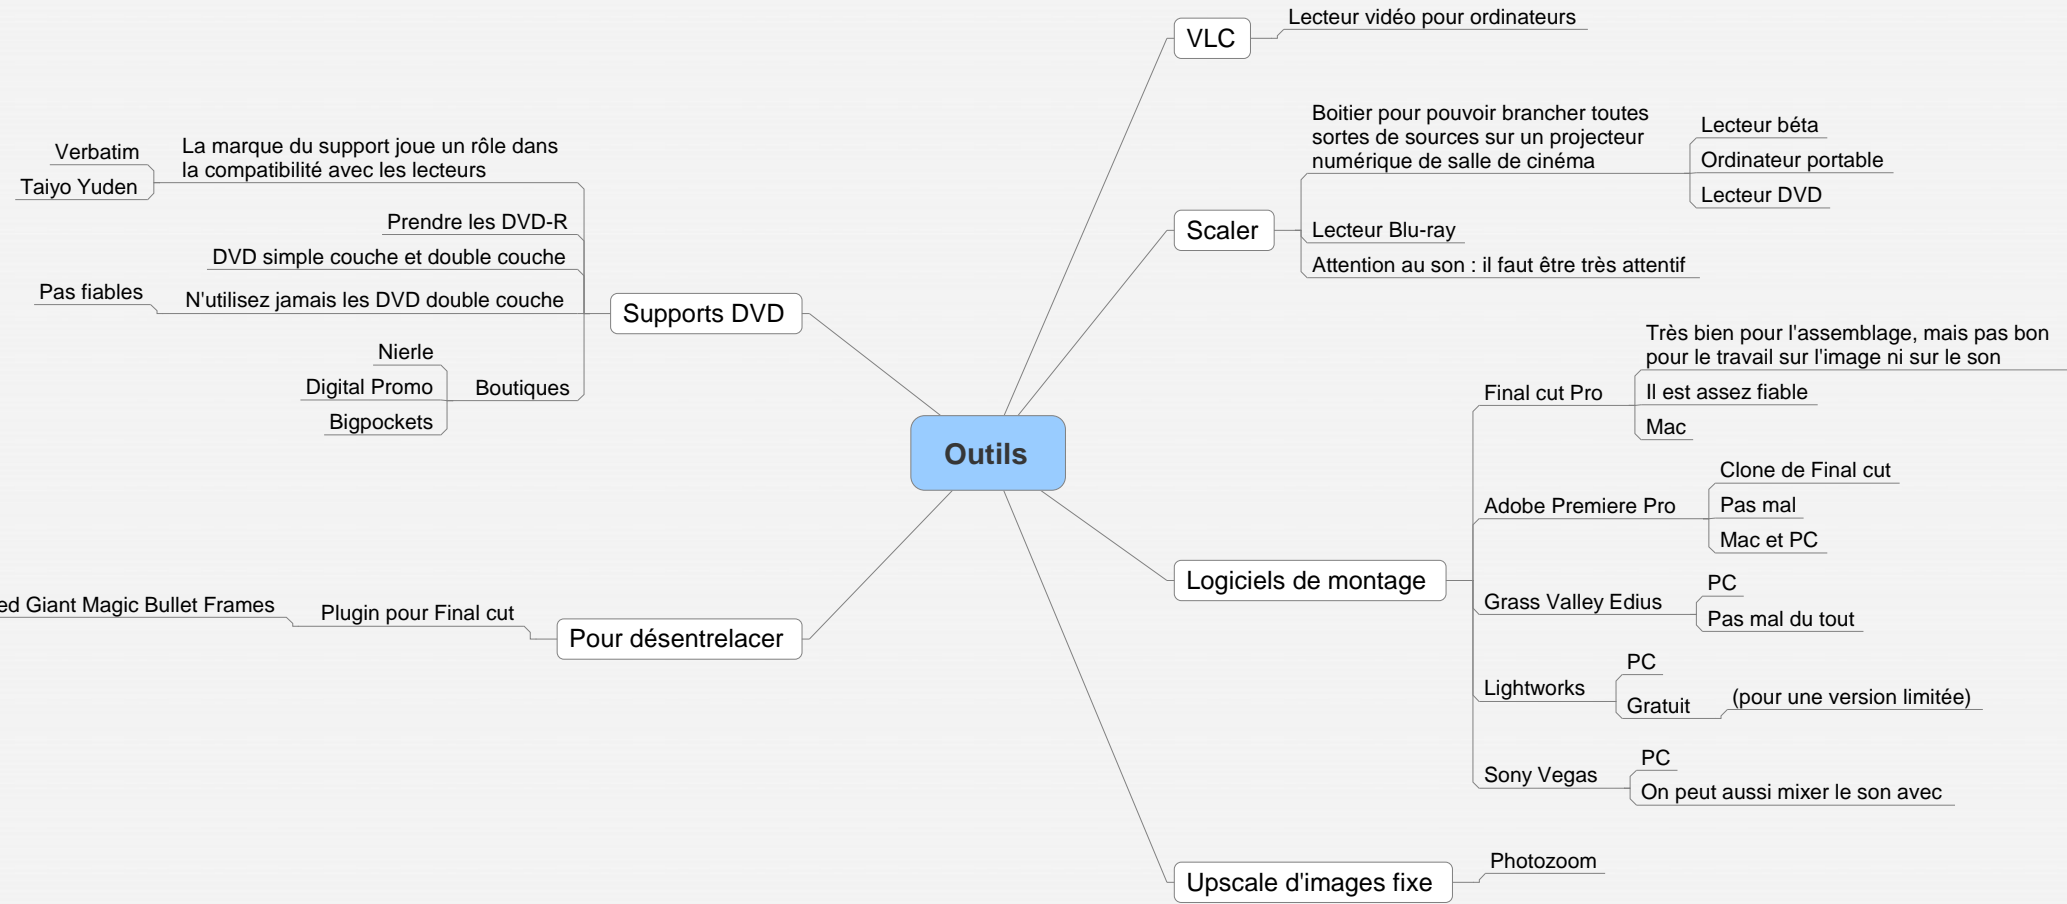 Outils
VLC
Lecteur vidéo pour ordinateurs
Scaler
Boitier pour pouvoir brancher toutes
sortes de sources sur un projecteur
numérique de salle de cinéma
Lecteur béta
Ordinateur portable
Lecteur DVD
Lecteur Blu-ray
Attention au son : il faut être très attentif
Logiciels de montage
Final cut Pro
Très bien pour l'assemblage, mais pas bon
pour le travail sur l'image ni sur le son
Il est assez fiable
Mac
Adobe Premiere Pro
Clone de Final cut
Pas mal
Mac et PC
Grass Valley Edius
PC
Pas mal du tout
Lightworks
PC
Gratuit
(pour une version limitée)
Sony Vegas
PC
On peut aussi mixer le son avec
Upscale d'images fixe
Photozoom
Supports DVD
La marque du support joue un rôle dans
la compatibilité avec les lecteurs
Verbatim
Taiyo Yuden
Prendre les DVD-R
DVD simple couche et double couche
N'utilisez jamais les DVD double couche
Pas fiables
Boutiques
Nierle
Digital Promo
Bigpockets
Pour désentrelacer
Plugin pour Final cut
ed Giant Magic Bullet Frames